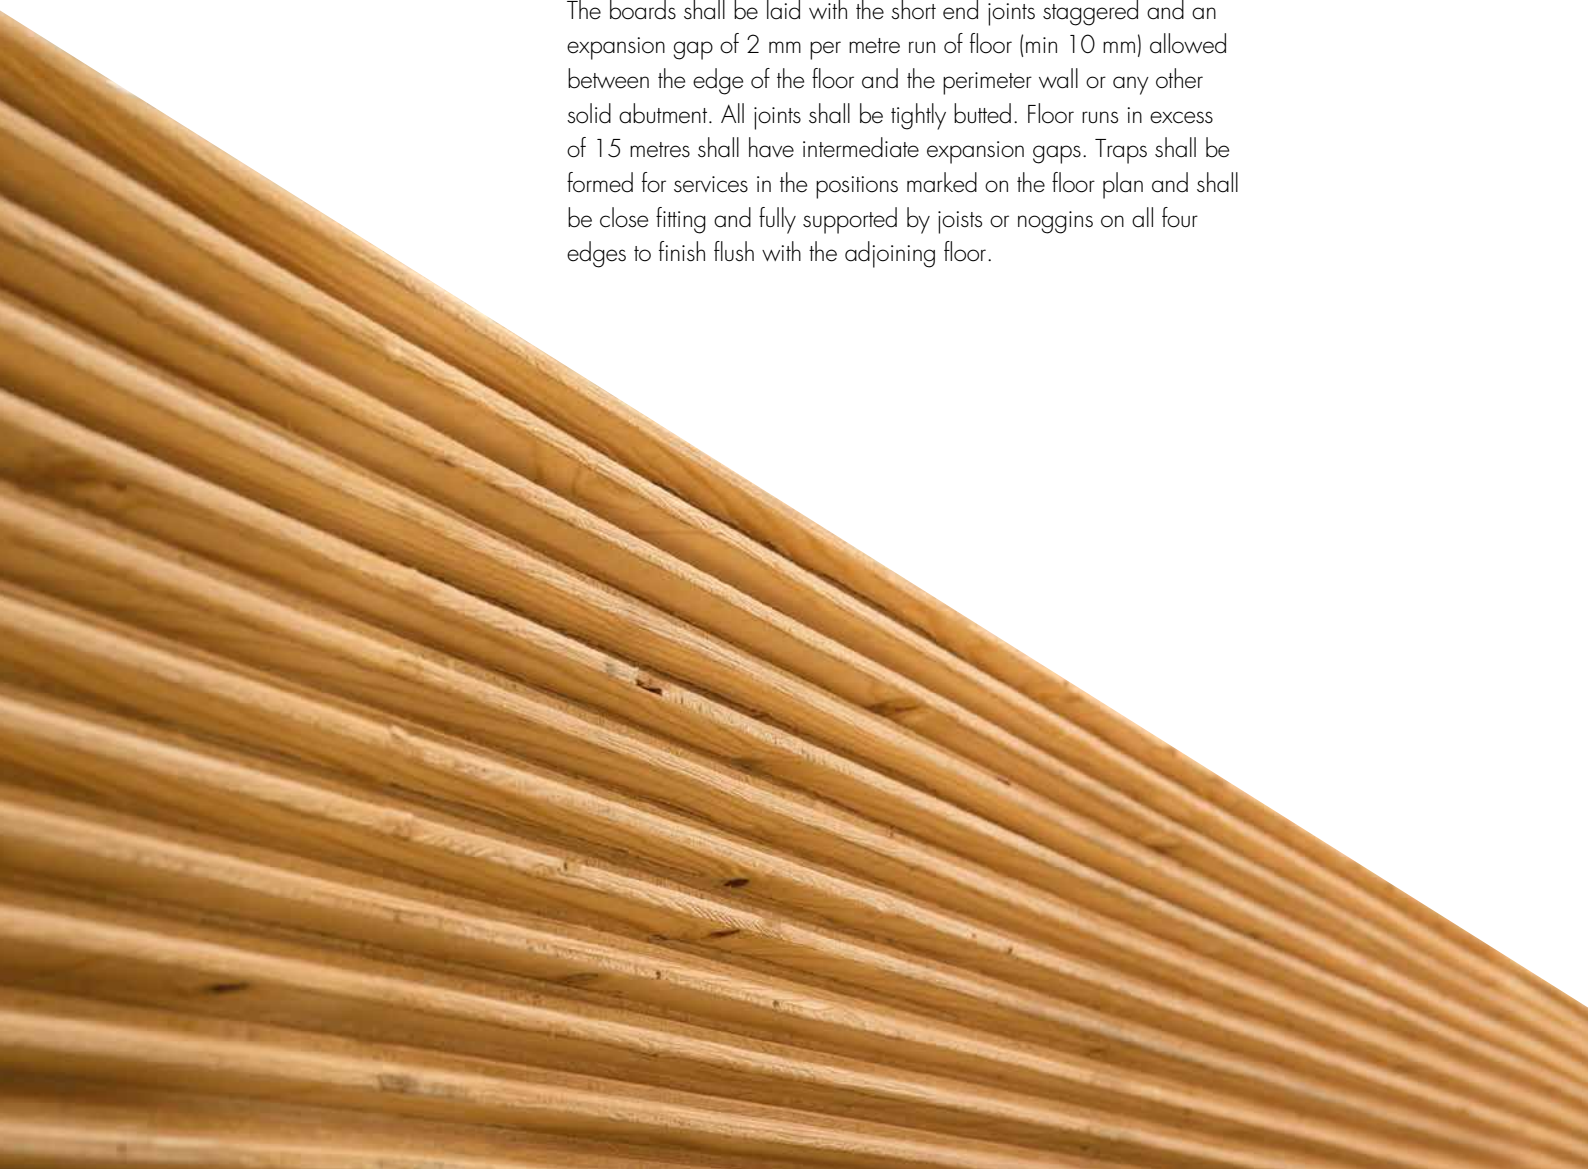 The boards shall be laid with the short end joints staggered and an
expansion gap of 2 mm per metre run of floor (min 10 mm) allowed
between the edge of the floor and the perimeter wall or any other
solid abutment. All joints shall be tightly butted. Floor runs in excess
of 15 metres shall have intermediate expansion gaps. Traps shall be
formed for services in the positions marked on the floor plan and shall
be close fitting and fully supported by joists or noggins on all four
edges to finish flush with the adjoining floor.